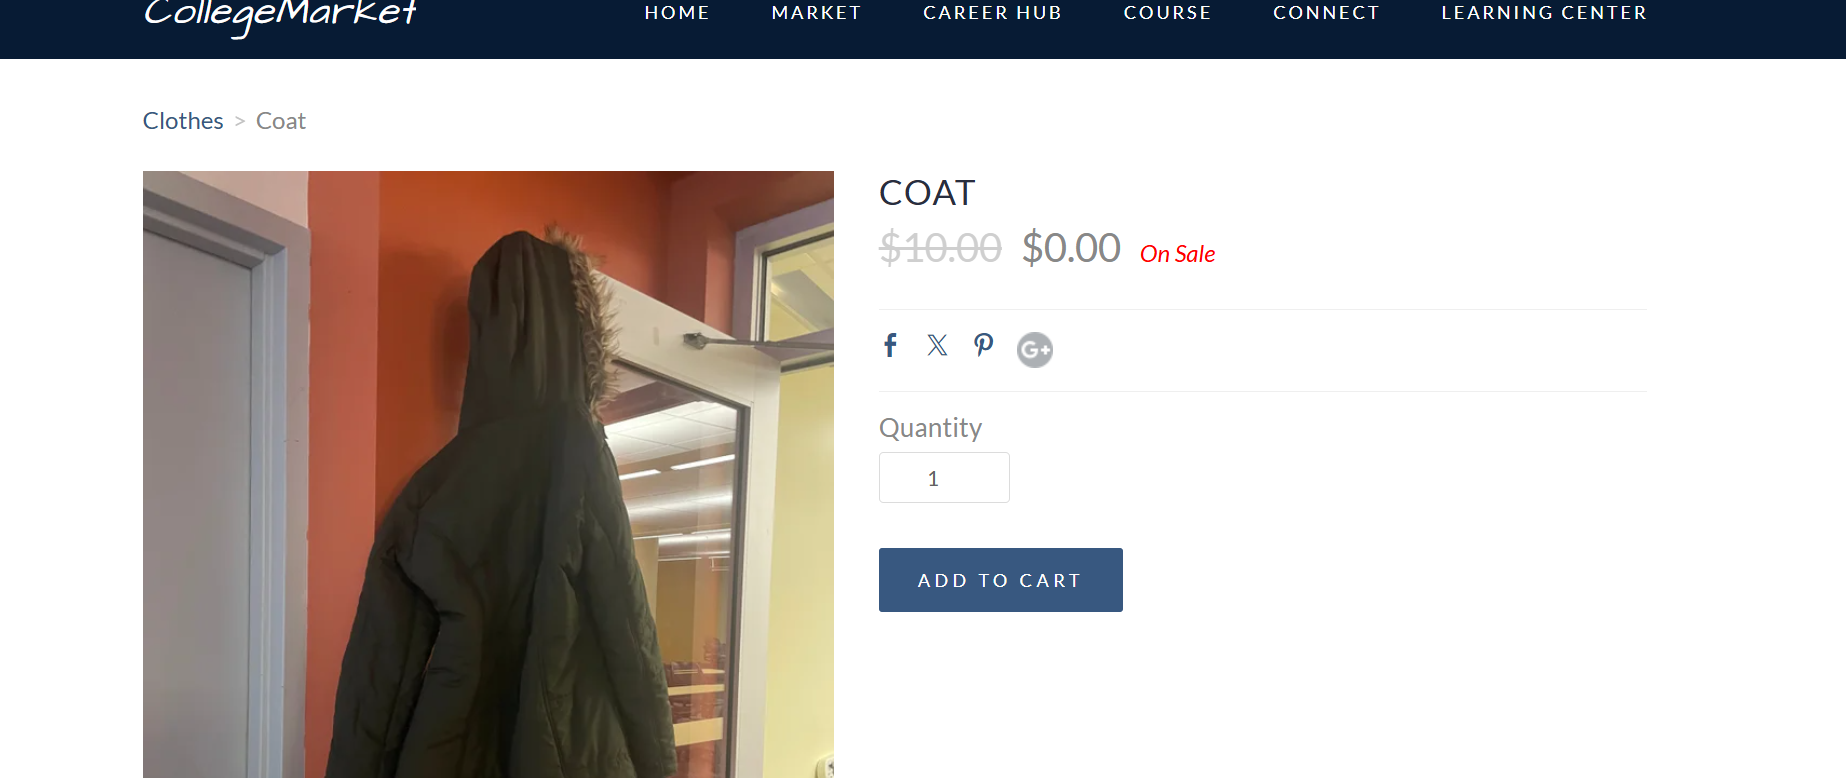 CollegeMarket
HOME MARKET CAREER HUB COURSE CONNECT LEARNING CENTER
Clothes > Coat
COAT
$10.00 $0.00 On Sale
G+
Quantity
1
ADD TO CART